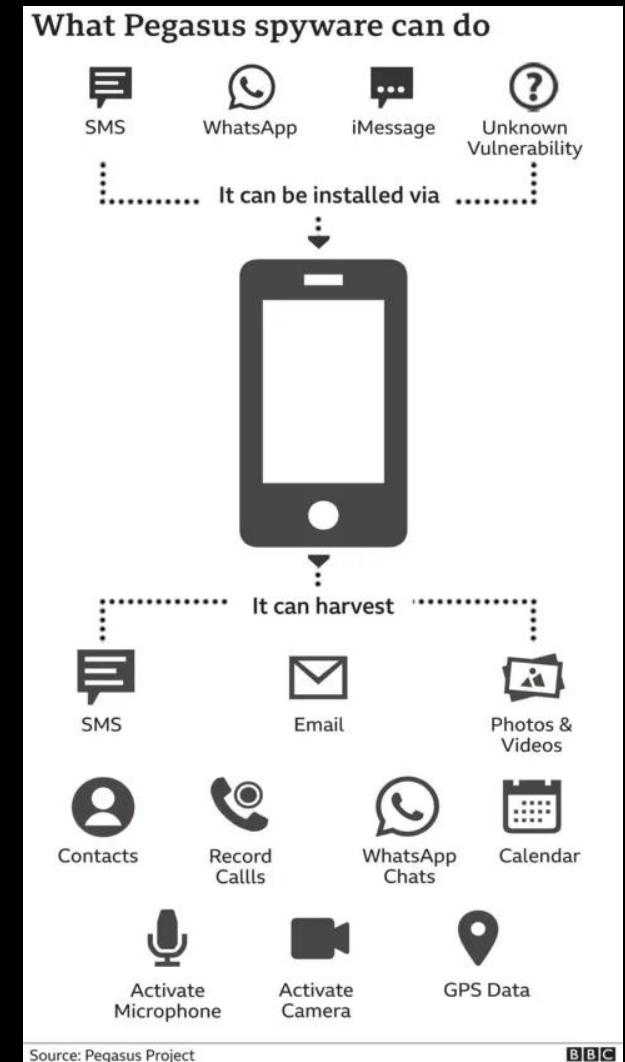 What Pegasus spyware can do
SMS
WhatsApp
iMessage
Unknown
Vulnerability
It can be installed via
It can harvest
SMS
Email
Photos &
Videos
Contacts
Record
Callls
WhatsApp
Chats
Calendar
Activate
Microphone
Activate
Camera
GPS Data
Source: Pegasus Project
BBC